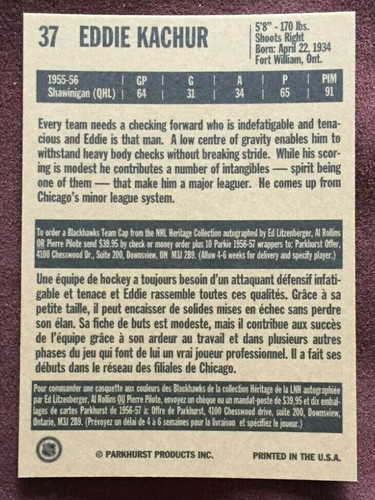 37 EDDIE KACHUR
5'8" - 170 lbs.
Shoots Right
Born: April 22, 1934
Fort William, Ont.
1955-56 | GP | G | A | P | PIM
Shawinigan (QHL) | 64 | 31 | 34 | 65 | 91
Every team needs a checking forward who is indefatigable and tena-
cious and Eddie is that man. A low centre of gravity enables him to
withstand heavy body checks without breaking stride. While his scor-
ing is modest he contributes a number of intangibles — spirit being
one of them — that make him a major leaguer. He comes up from
Chicago's minor league system.
To order a Blackhawks Team Cap from the NHL Heritage Collection autographed by Ed Litzenberger, Al Rollins
OR Pierre Pilote send $39.95 by check or money order plus 10 Parkie 1956-57 wrappers to: Parkhurst Offer,
4100 Chesswood Dr., Suite 200, Downsview, ON M3J 2B9. (Allow 4-6 weeks for delivery and specify player.)
Une équipe de hockey a toujours besoin d'un attaquant défensif infati-
gable et tenace et Eddie rassemble toutes ces qualités. Grâce à sa
petite taille, il peut encaisser de solides mises en échec sans perdre
son élan. Sa fiche de buts est modeste, mais il contribue aux succès
de l'équipe grâce à son ardeur au travail et dans plusieurs autres
phases du jeu qui font de lui un vrai joueur professionnel. Il a fait ses
débuts dans le réseau des filiales de Chicago.
Pour commander une casquette aux couleurs des Blackhawks de la collection Héritage de la LNH autographiée
par Ed Litzenberger, Al Rollins OU Pierre Pilote, envoyez un chèque ou un mandat-poste de $39.95 et dix embal-
lages de cartes Parkhurst de 1956-57 à: Offre de Parkhurst, 4100 Chesswood drive, suite 200, Downsview,
Ontario, M3J 2B9. (Prévoyez un délai de 4 à 6 semaines pour la livraison et spécifiez le joueur choisi.)
© PARKHURST PRODUCTS INC.
PRINTED IN THE U.S.A.